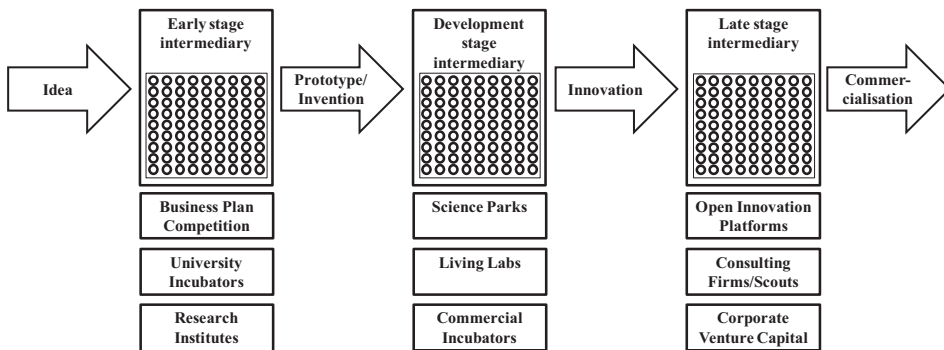 Early stage
intermediary
Development
stage
intermediary
Late stage
intermediary
Idea
Prototype/
Invention
Innovation
Commer-
cialisation
Business Plan
Competition
Science Parks
Open Innovation
Platforms
University
Incubators
Living Labs
Consulting
Firms/Scouts
Research
Institutes
Commercial
Incubators
Corporate
Venture Capital